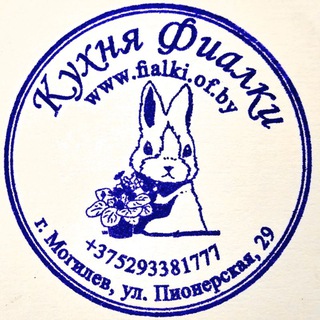 Кухня Фиалки
www.fialki.of.by
+375293381777
г. Могилев, ул. Пионерская, 29